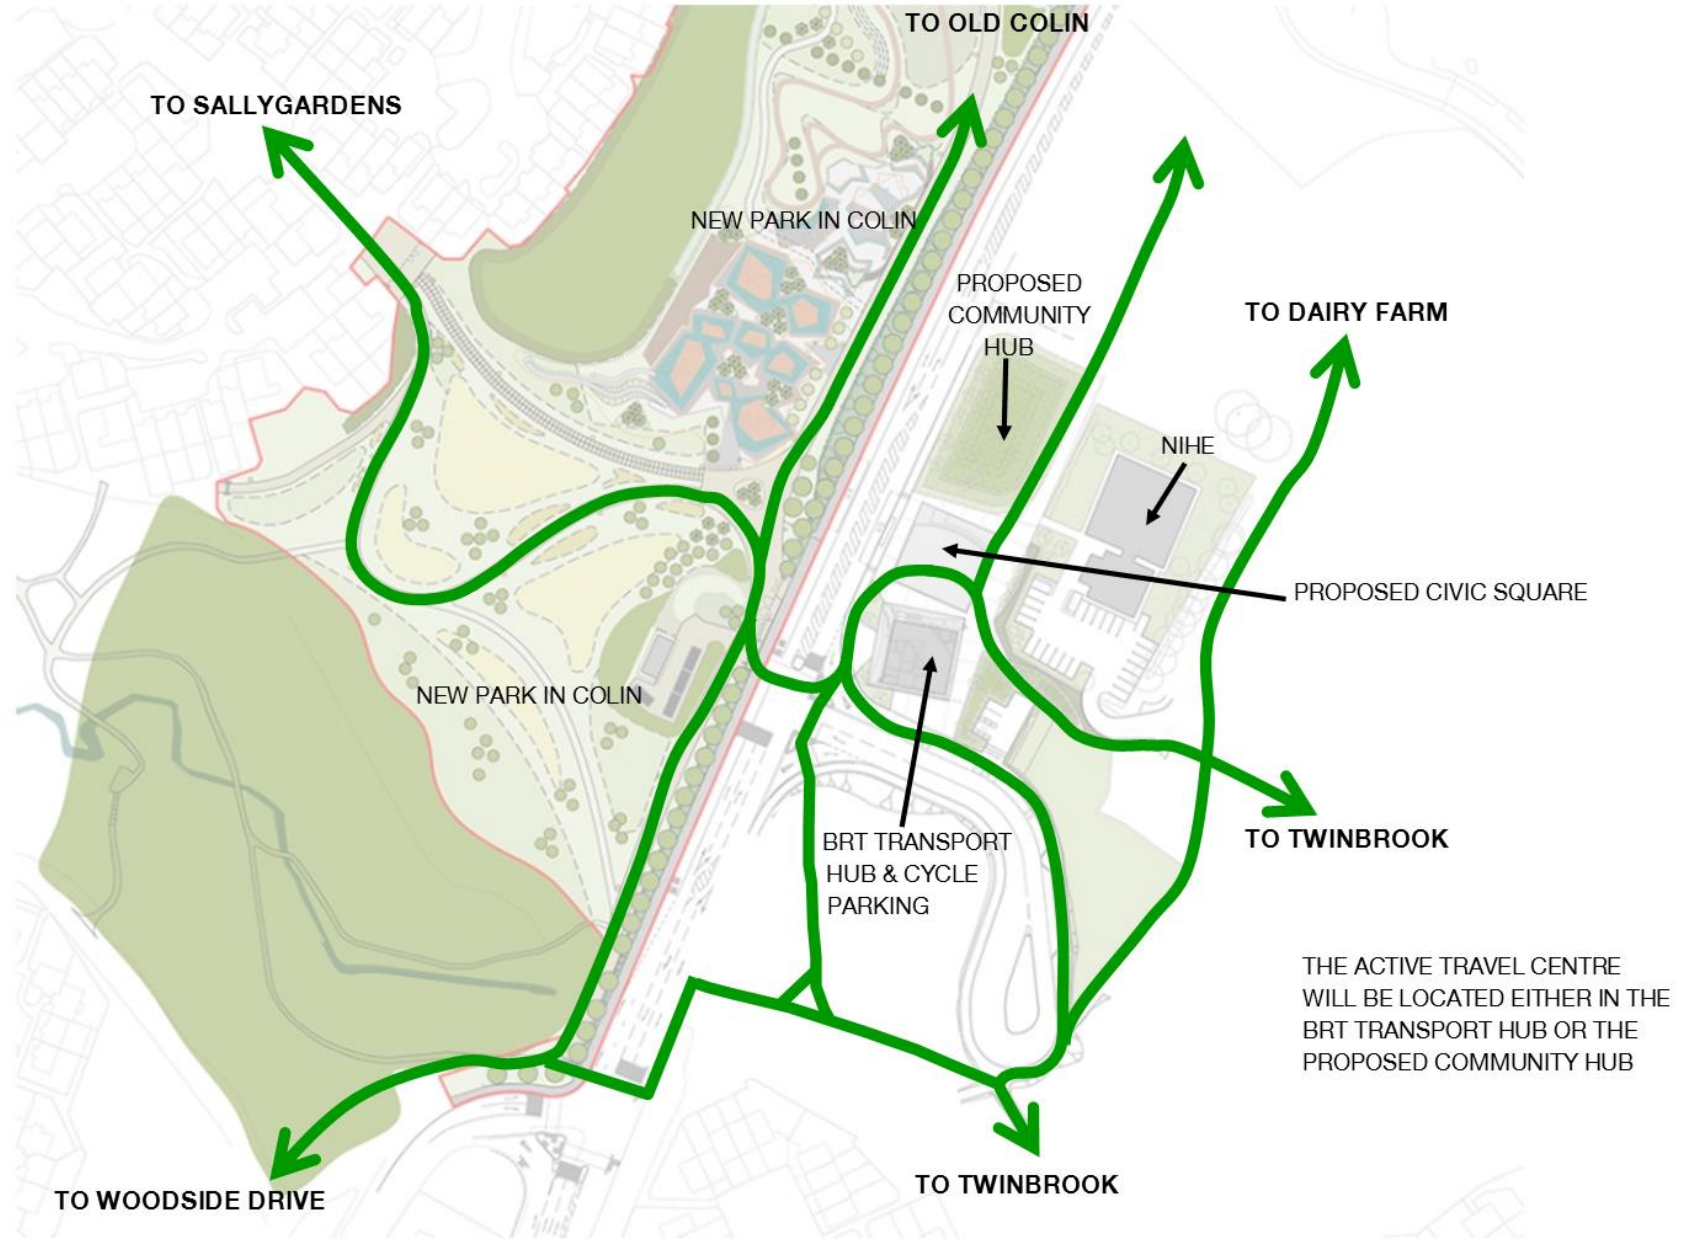 TO OLD COLIN
TO SALLYGARDENS
NEW PARK IN COLIN
PROPOSED
COMMUNITY
HUB
TO DAIRY FARM
NIHE
PROPOSED CIVIC SQUARE
NEW PARK IN COLIN
BRT TRANSPORT
HUB & CYCLE
PARKING
TO TWINBROOK
THE ACTIVE TRAVEL CENTRE
WILL BE LOCATED EITHER IN THE
BRT TRANSPORT HUB OR THE
PROPOSED COMMUNITY HUB
TO TWINBROOK
TO WOODSIDE DRIVE